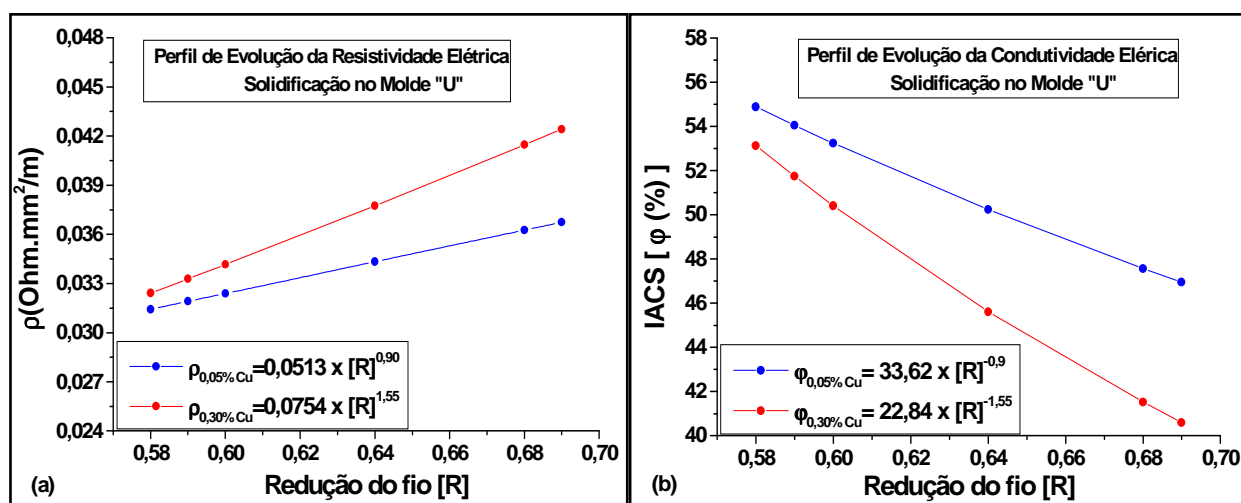 Perfil de Evolução da Resistividade Elétrica
Solidificação no Molde "U"
ρ(Ohm.mm²/m)
0,048
0,045
0,042
0,039
0,036
0,033
0,030
0,027
0,024
ρ0,05% Cu=0,0513 x [R]^0,90
ρ0,30% Cu=0,0754 x [R]^1,55
0,58 0,60 0,62 0,64 0,66 0,68 0,70
(a)
Redução do fio [R]
Perfil de Evolução da Condutividade Elérica
Solidificação no Molde "U"
IACS [ φ (%) ]
58
56
54
52
50
48
46
44
42
40
φ0,05% Cu= 33,62 x [R]^-0,9
φ0,30% Cu= 22,84 x [R]^-1,55
0,58 0,60 0,62 0,64 0,66 0,68 0,70
(b)
Redução do fio [R]